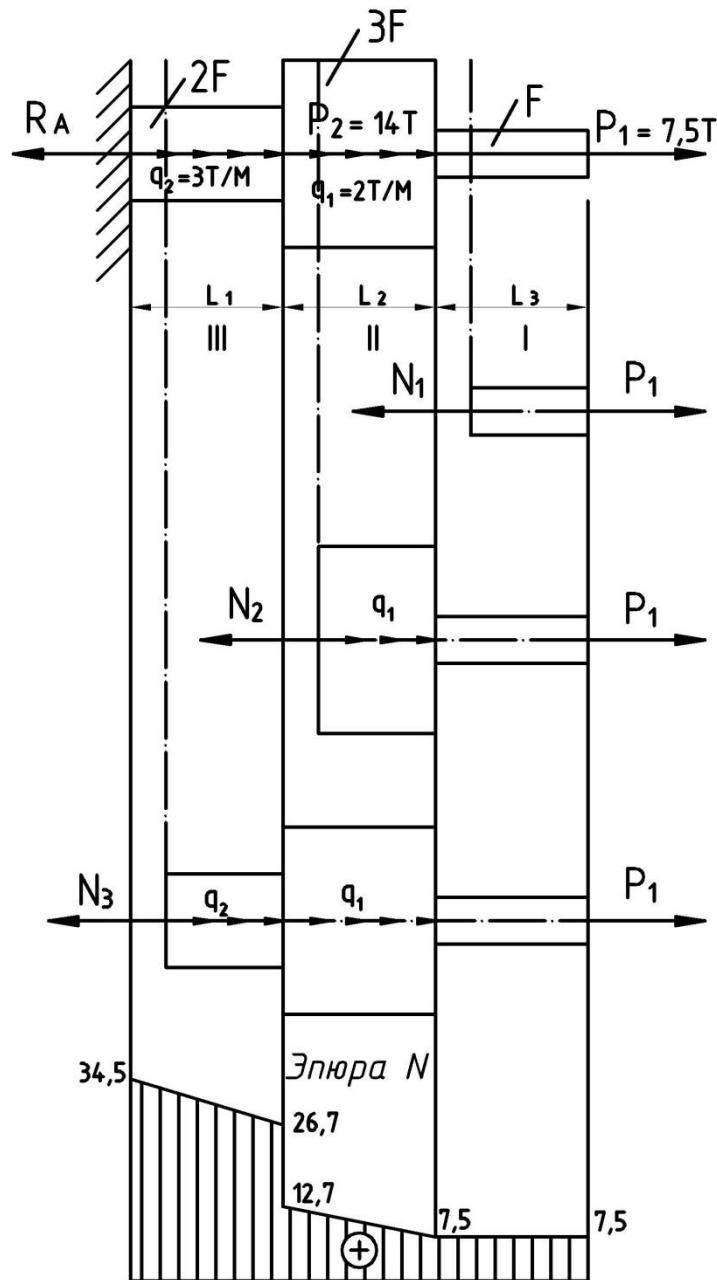 3F
2F
F
RA
P2 = 14T
P1 = 7,5T
q2=3T/M
q1=2T/M
L1
L2
L3
III
II
I
N1
P1
N2
q1
P1
N3
q2
q1
P1
34,5
Эпюра N
26,7
12,7
7,5
7,5
+